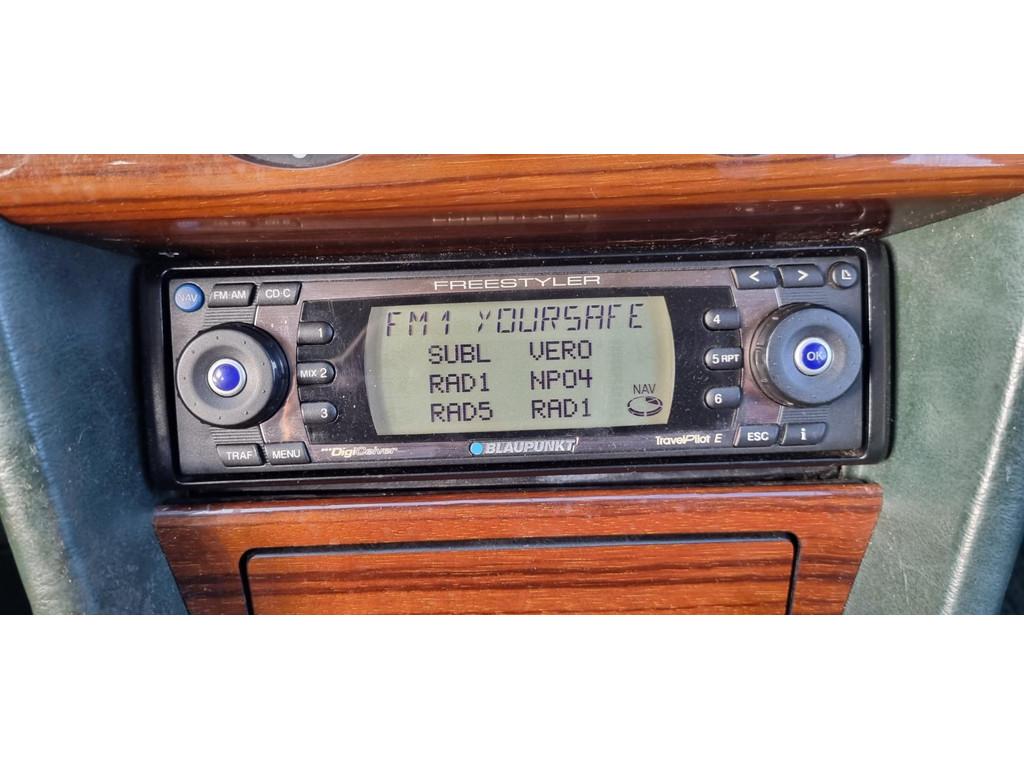 FREESTYLER
NAV
FM·AM
CD·C
< >
FM1 YOURSAFE
1 SUBL VERO 4
MIX 2 RAD1 NPO4 5 RPT
3 RAD5 RAD1 6
NAV
OK
TRAF MENU
DigiCeiver
BLAUPUNKT
TravelPilot E
ESC i